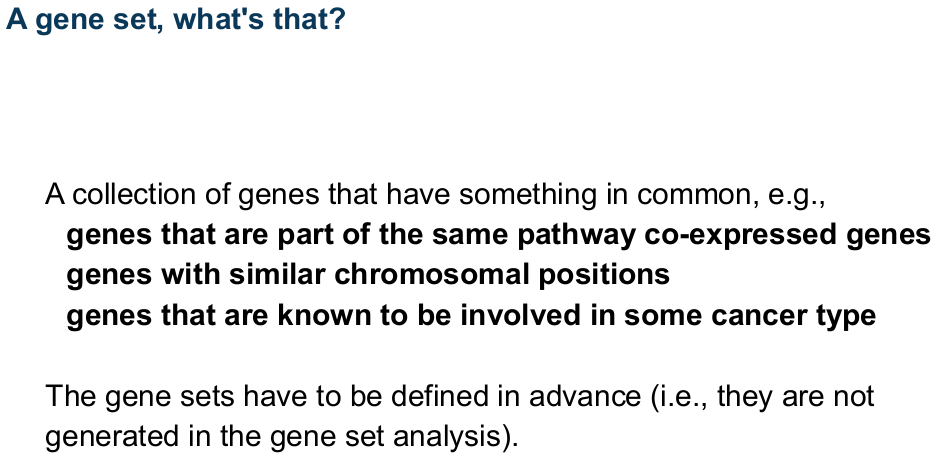 A gene set, what's that?
A collection of genes that have something in common, e.g.,
genes that are part of the same pathway co-expressed genes
genes with similar chromosomal positions
genes that are known to be involved in some cancer type
The gene sets have to be defined in advance (i.e., they are not
generated in the gene set analysis).